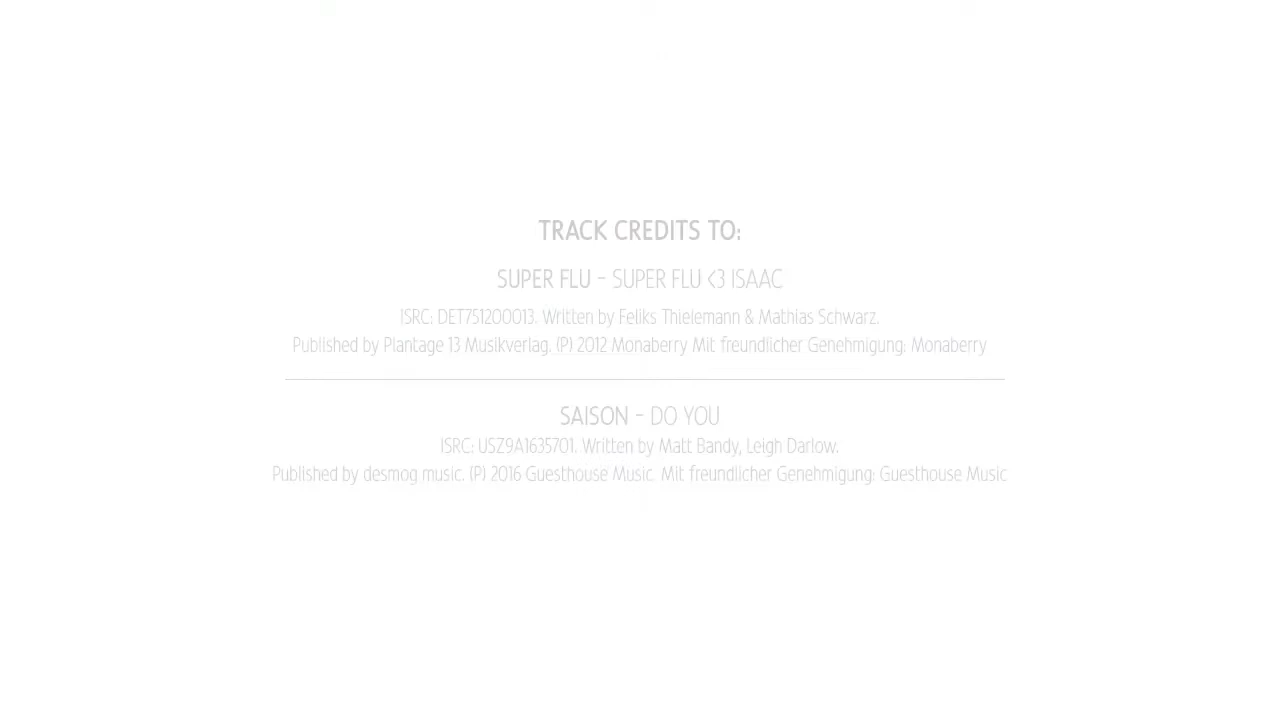 TRACK CREDITS TO:
SUPER FLU - SUPER FLU <3 ISAAC
ISRC: DET751200013. Written by Feliks Thielemann & Mathias Schwarz.
Published by Plantage 13 Musikverlag. (P) 2012 Monaberry Mit freundlicher Genehmigung: Monaberry
SAISON - DO YOU
ISRC: USZ9A1635701. Written by Matt Bandy, Leigh Darlow.
Published by desmog music. (P) 2016 Guesthouse Music. Mit freundlicher Genehmigung: Guesthouse Music